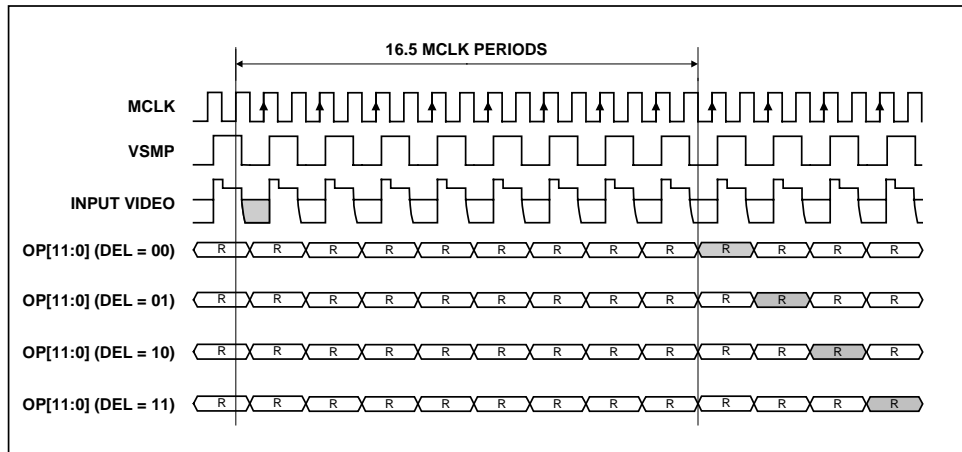 16.5 MCLK PERIODS
MCLK
VSMP
INPUT VIDEO
OP[11:0] (DEL = 00) R R R R R R R R R R R R R
OP[11:0] (DEL = 01) R R R R R R R R R R R R R
OP[11:0] (DEL = 10) R R R R R R R R R R R R R
OP[11:0] (DEL = 11) R R R R R R R R R R R R R